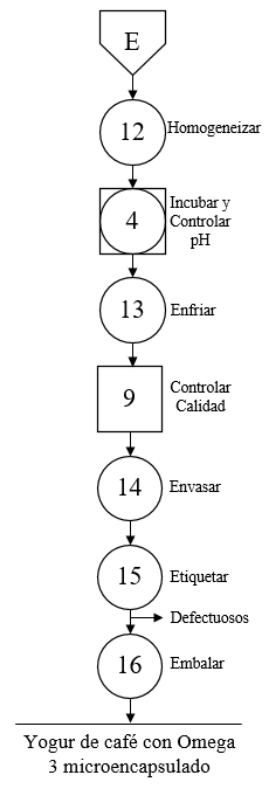 E
12 Homogeneizar
4
Incubar y
Controlar
pH
13 Enfriar
9
Controlar
Calidad
14 Envasar
15 Etiquetar
Defectuosos
16 Embalar
Yogur de café con Omega
3 microencapsulado